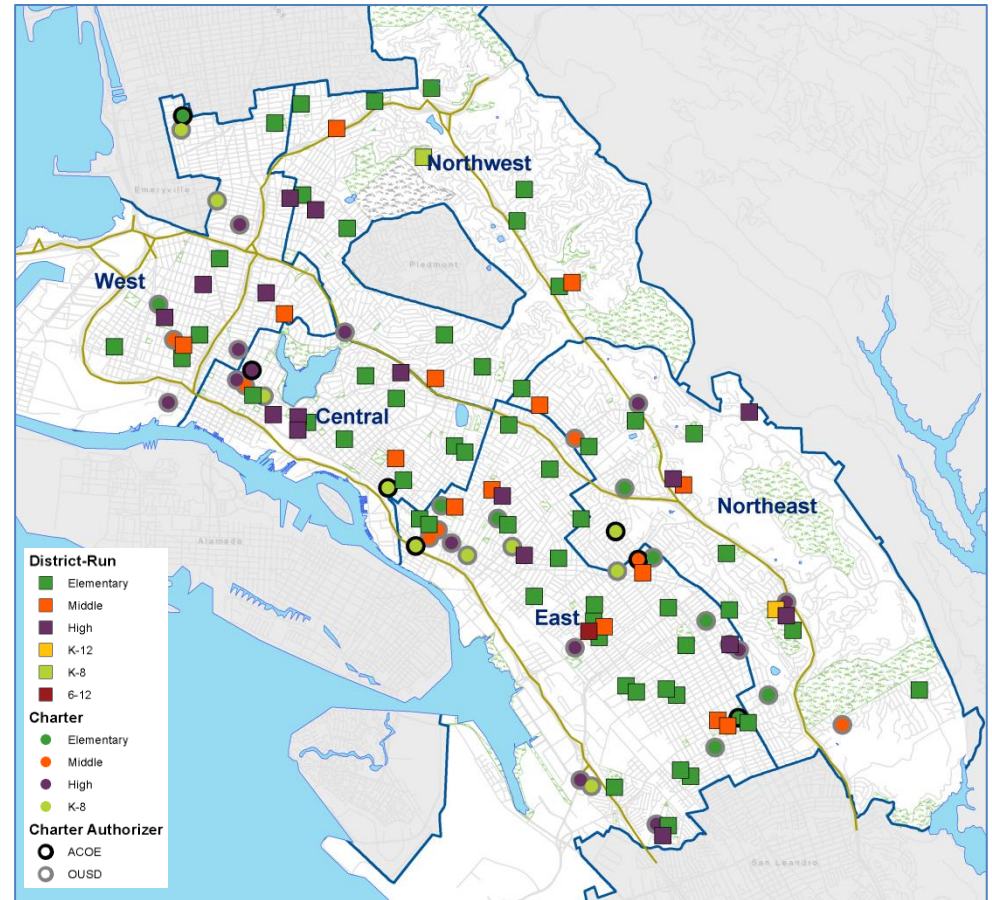 Emeryville
Northwest
Piedmont
West
Central
Northeast
Alameda
East
San Leandro
District-Run
Elementary
Middle
High
K-12
K-8
6-12
Charter
Elementary
Middle
High
K-8
Charter Authorizer
ACOE
OUSD